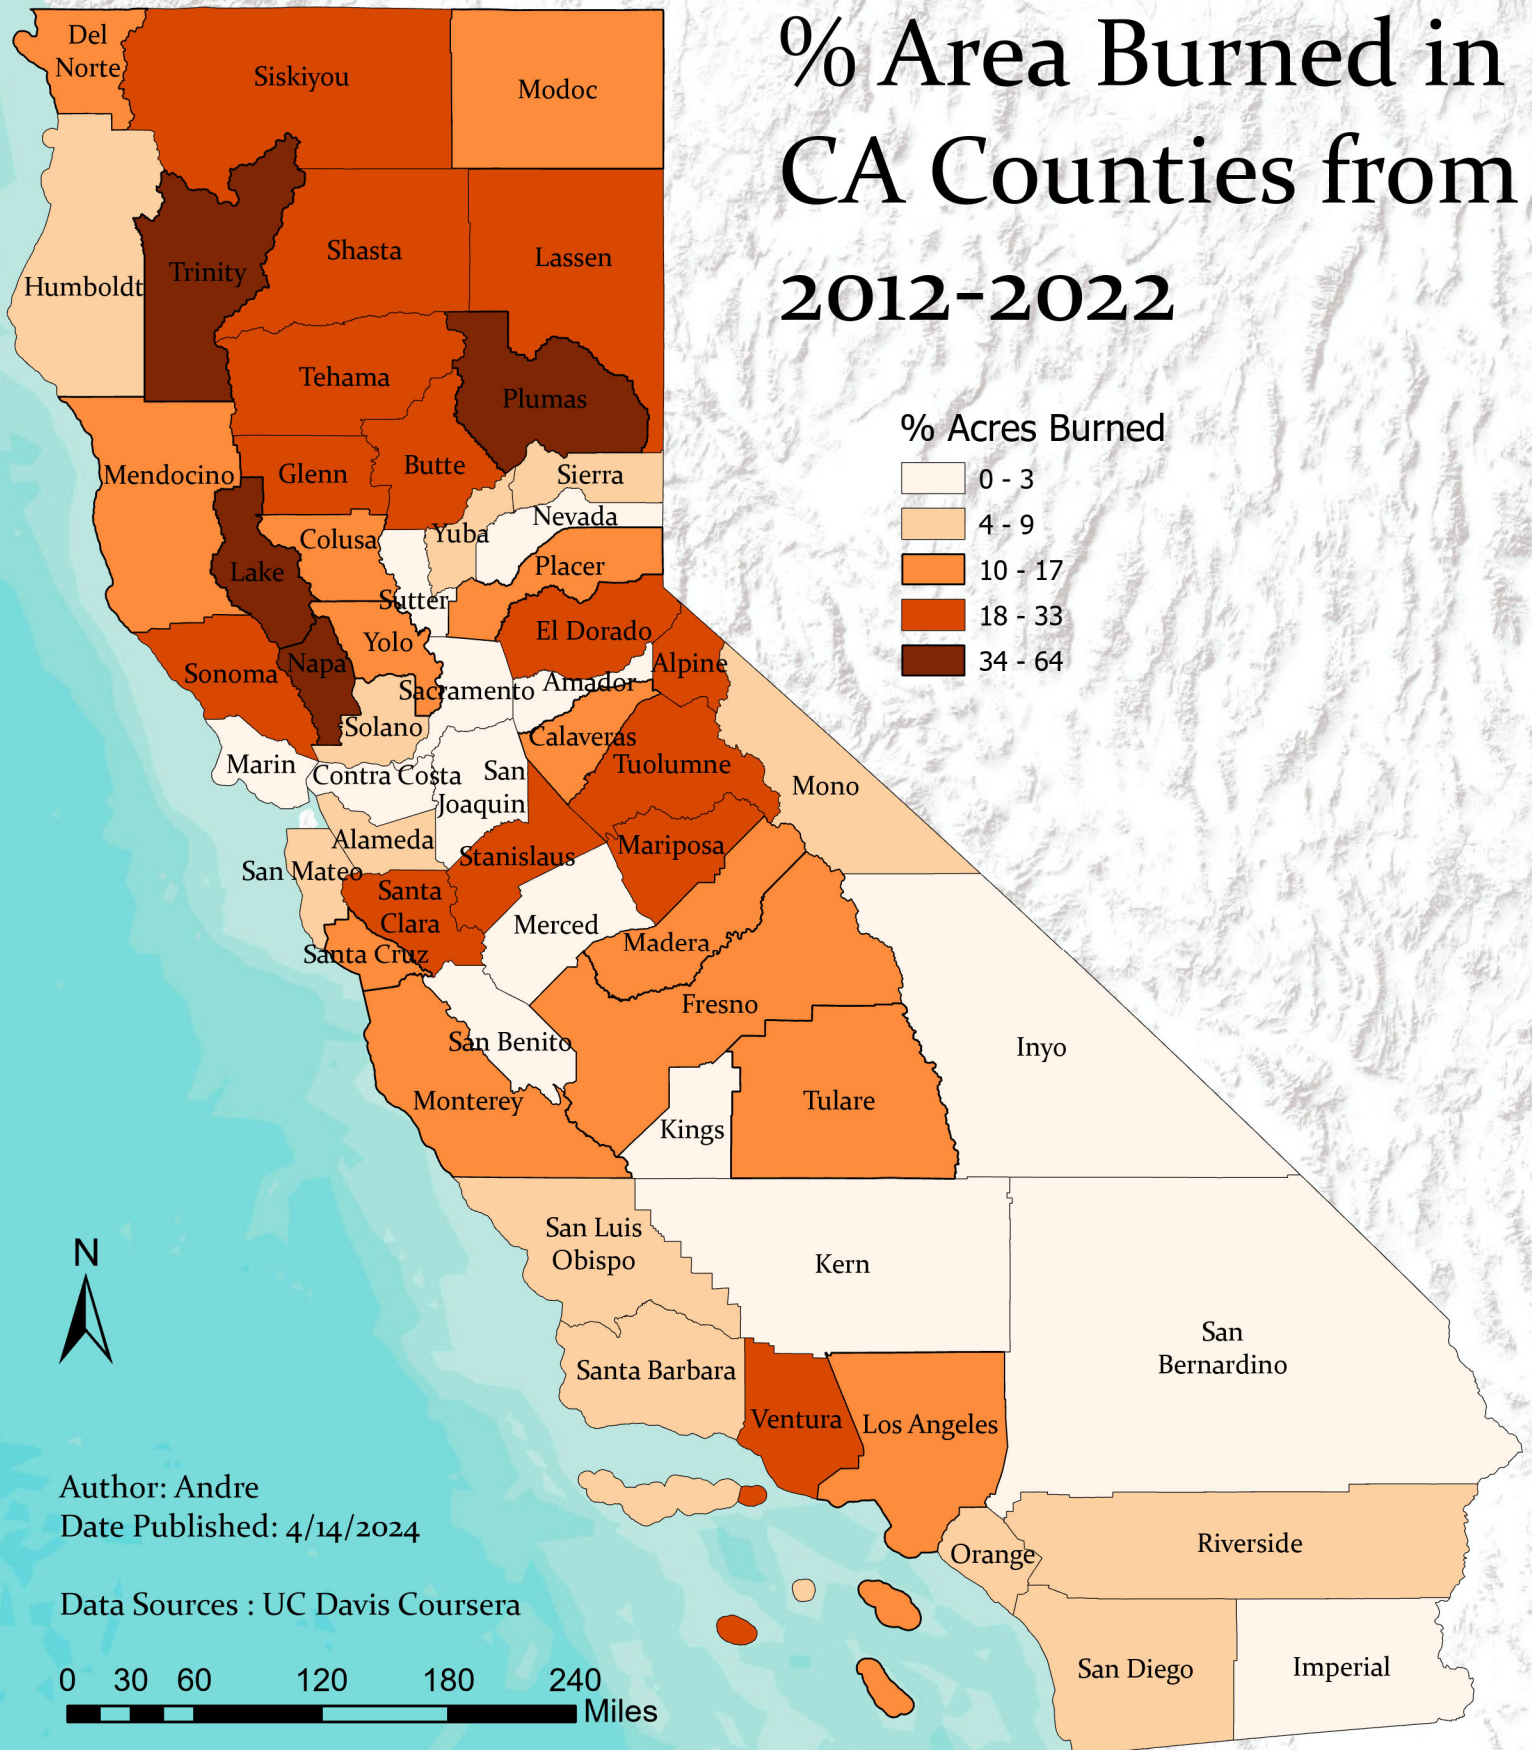 % Area Burned in
CA Counties from
2012-2022
% Acres Burned
0 - 3
4 - 9
10 - 17
18 - 33
34 - 64
Del
Norte
Siskiyou
Modoc
Humboldt
Trinity
Shasta
Lassen
Tehama
Plumas
Mendocino
Glenn
Butte
Sierra
Nevada
Yuba
Colusa
Placer
Lake
Sutter
El Dorado
Yolo
Sonoma
Napa
Alpine
Sacramento
Amador
Solano
Calaveras
Marin
Contra Costa
San
Joaquin
Tuolumne
Mono
Alameda
Stanislaus
Mariposa
San Mateo
Santa
Clara
Merced
Madera
Santa Cruz
Fresno
San Benito
Inyo
Monterey
Kings
Tulare
San Luis
Obispo
Kern
San
Bernardino
Santa Barbara
Ventura
Los Angeles
Orange
Riverside
San Diego
Imperial
N
Author: Andre
Date Published: 4/14/2024
Data Sources : UC Davis Coursera
0 30 60 120 180 240
Miles